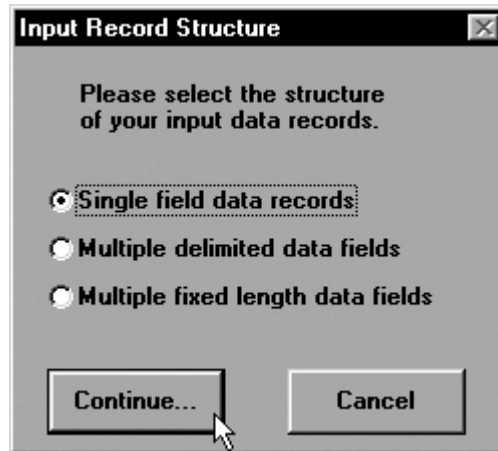 Input Record Structure
Please select the structure
of your input data records.
Single field data records
Multiple delimited data fields
Multiple fixed length data fields
Continue... Cancel